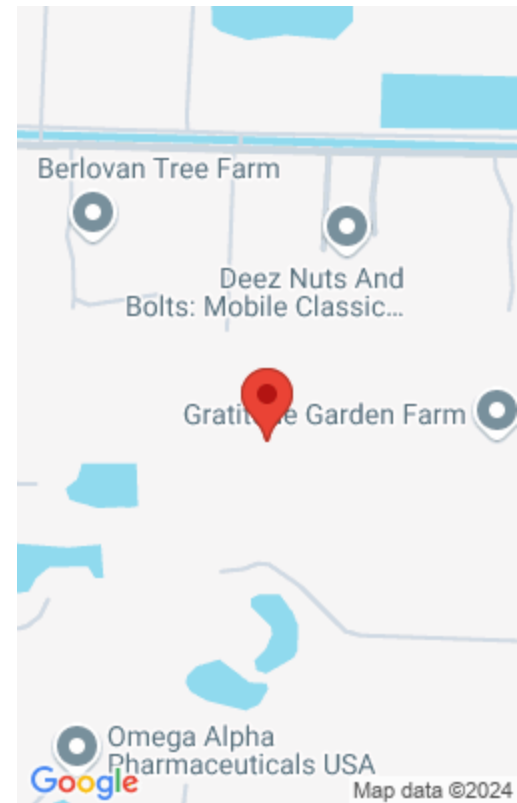 Berlovan Tree Farm
Deez Nuts And
Bolts: Mobile Classic...
Garden Farm
Omega Alpha
Pharmaceuticals USA
Google
Map data ©2024